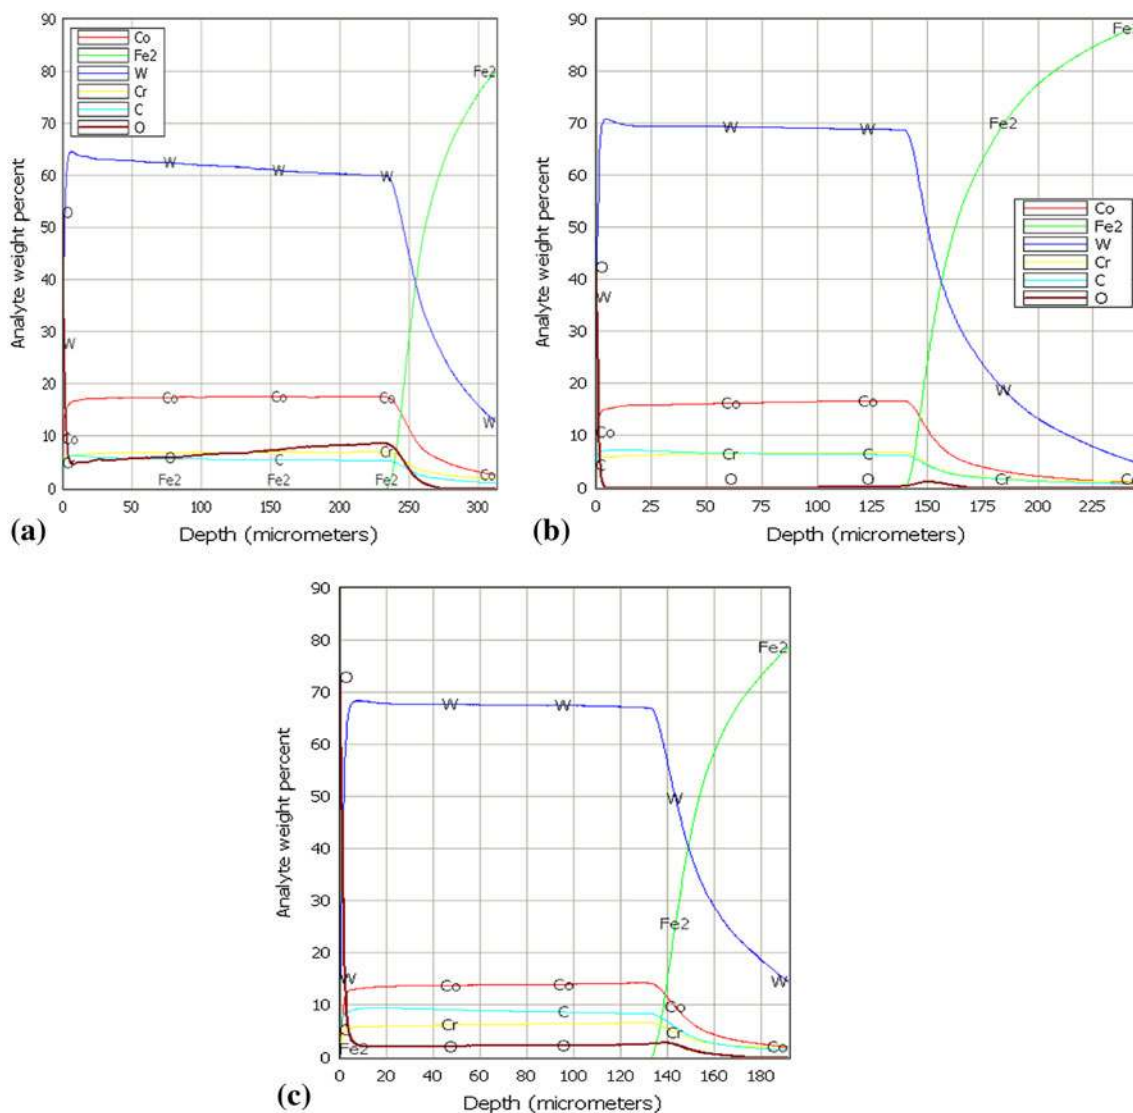 90
80
70
60
50
40
30
20
10
0
Analyte weight percent
Co
Fe2
W
Cr
C
O
Fe2
W
W
W
O
W
W
Co
Co
Co
Co
O
O
C
Cr
Fe2
Fe2
Fe2
Co
0
50
100
150
200
250
300
Depth (micrometers)
(a)
90
80
70
60
50
40
30
20
10
0
Analyte weight percent
Fe
W
W
Fe2
Co
Fe2
W
Cr
C
O
O
W
W
Co
Co
Co
Cr
C
C
O
O
Cr
0
25
50
75
100
125
150
175
200
225
Depth (micrometers)
(b)
90
80
70
60
50
40
30
20
10
0
Analyte weight percent
Fe2
O
W
W
W
Fe2
W
W
Co
Co
Co
C
Cr
Cr
O
O
Fe2
Co
0
20
40
60
80
100
120
140
160
180
Depth (micrometers)
(c)